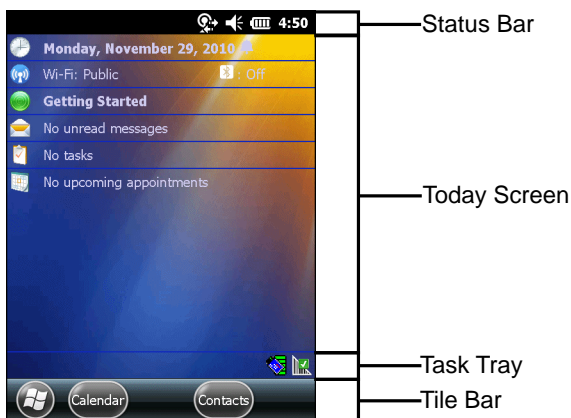 4:50
Status Bar
Monday, November 29, 2010
Wi-Fi: Public : Off
Getting Started
No unread messages
No tasks
No upcoming appointments
Today Screen
Task Tray
Calendar Contacts
Tile Bar